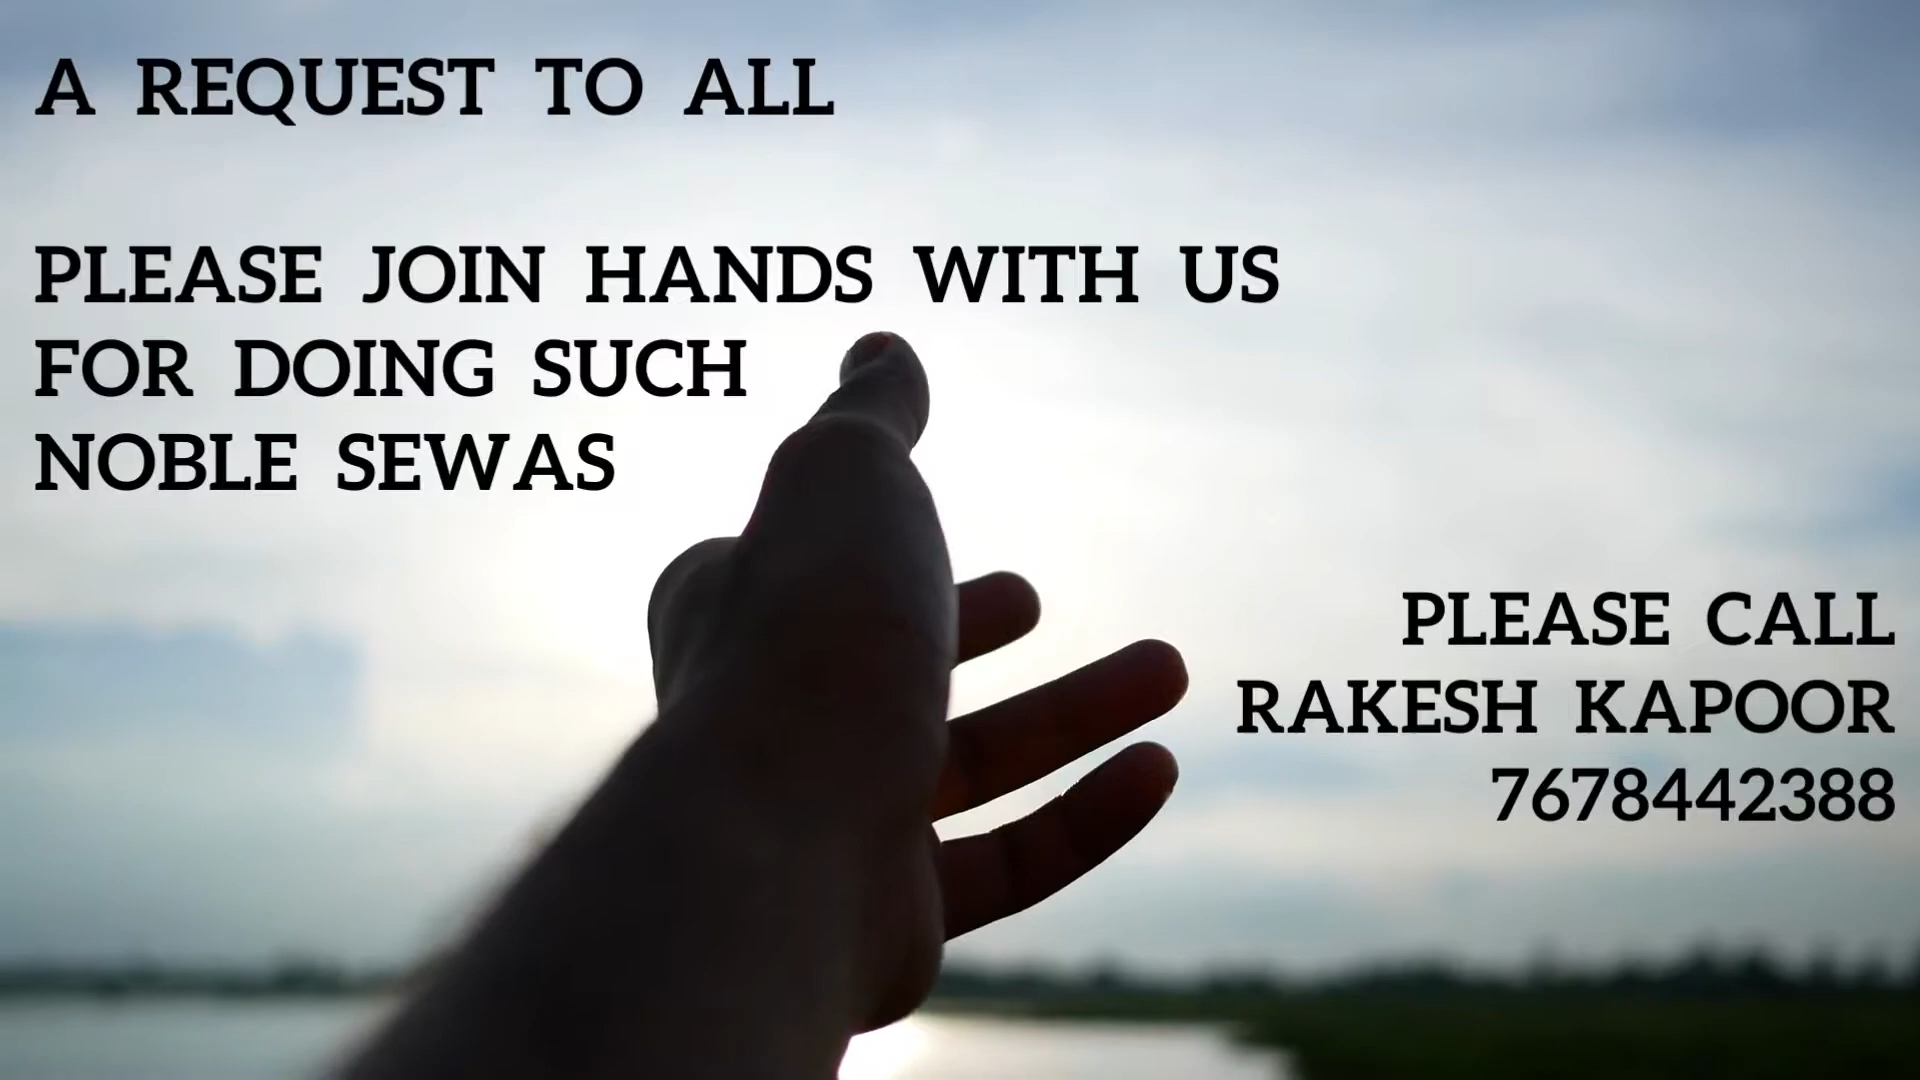 A REQUEST TO ALL
PLEASE JOIN HANDS WITH US
FOR DOING SUCH
NOBLE SEWAS
PLEASE CALL
RAKESH KAPOOR
7678442388